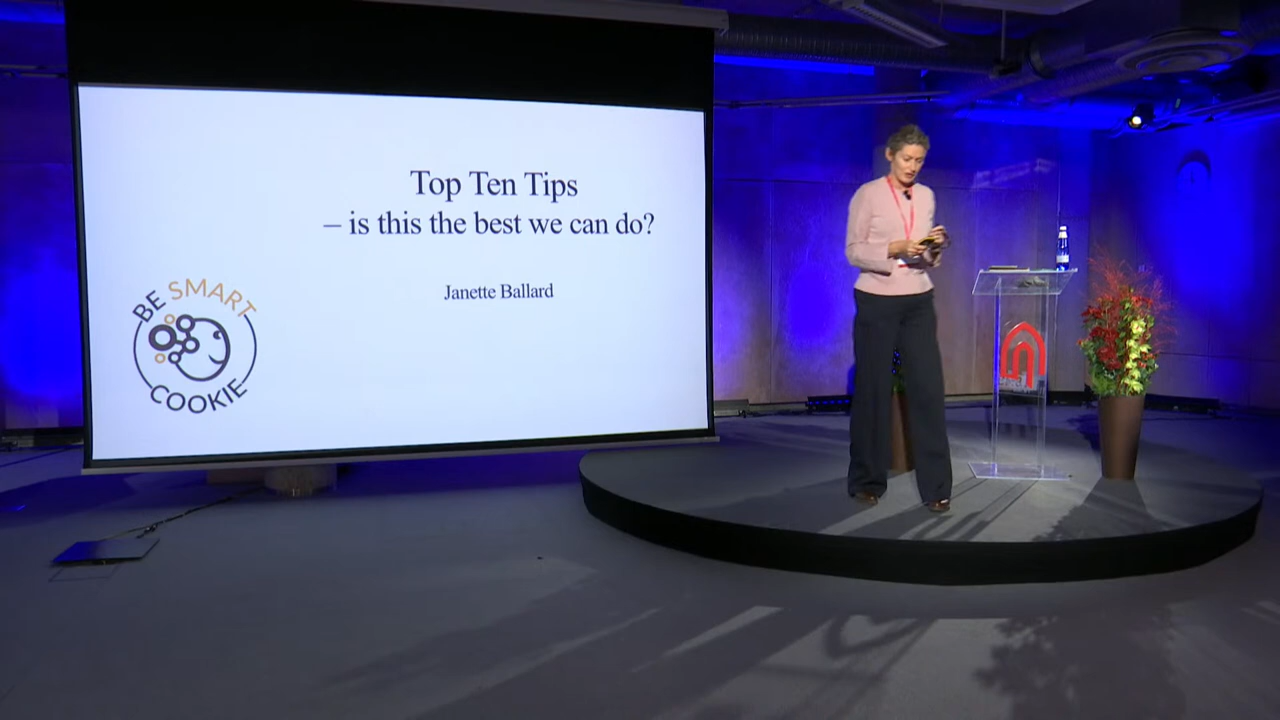 Top Ten Tips
– is this the best we can do?
Janette Ballard
BE SMART
COOKIE